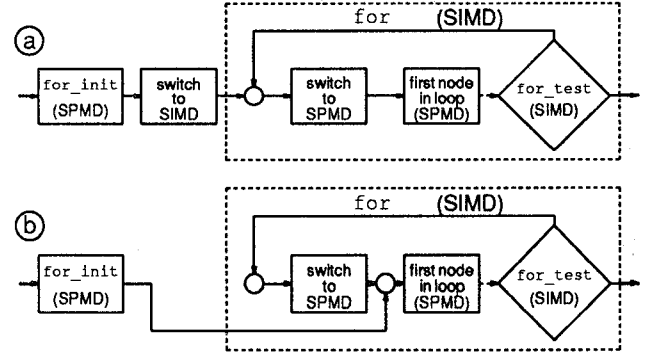 for (SIMD)
a
for_init
(SPMD)
switch
to
SIMD
switch
to
SPMD
first node
in loop
(SPMD)
for_test
(SIMD)
for (SIMD)
b
for_init
(SPMD)
switch
to
SPMD
first node
in loop
(SPMD)
for_test
(SIMD)